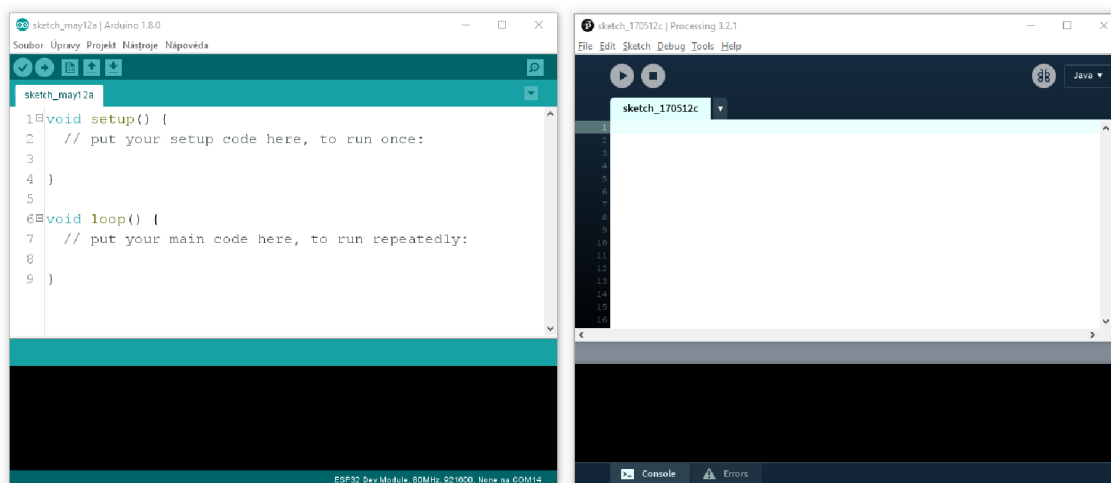 sketch_may12a | Arduino 1.8.0
Soubor Úpravy Projekt Nástroje Nápověda
sketch_may12a
1 void setup() {
2 // put your setup code here, to run once:
3
4 }
5
6 void loop() {
7 // put your main code here, to run repeatedly:
8
9 }
ESP32 Dev Module, 80MHz, 921600, None na COM14
sketch_170512c | Processing 3.2.1
File Edit Sketch Debug Tools Help
Java
sketch_170512c
1
2
3
4
5
6
7
8
9
10
11
12
13
14
15
16
Console
Errors